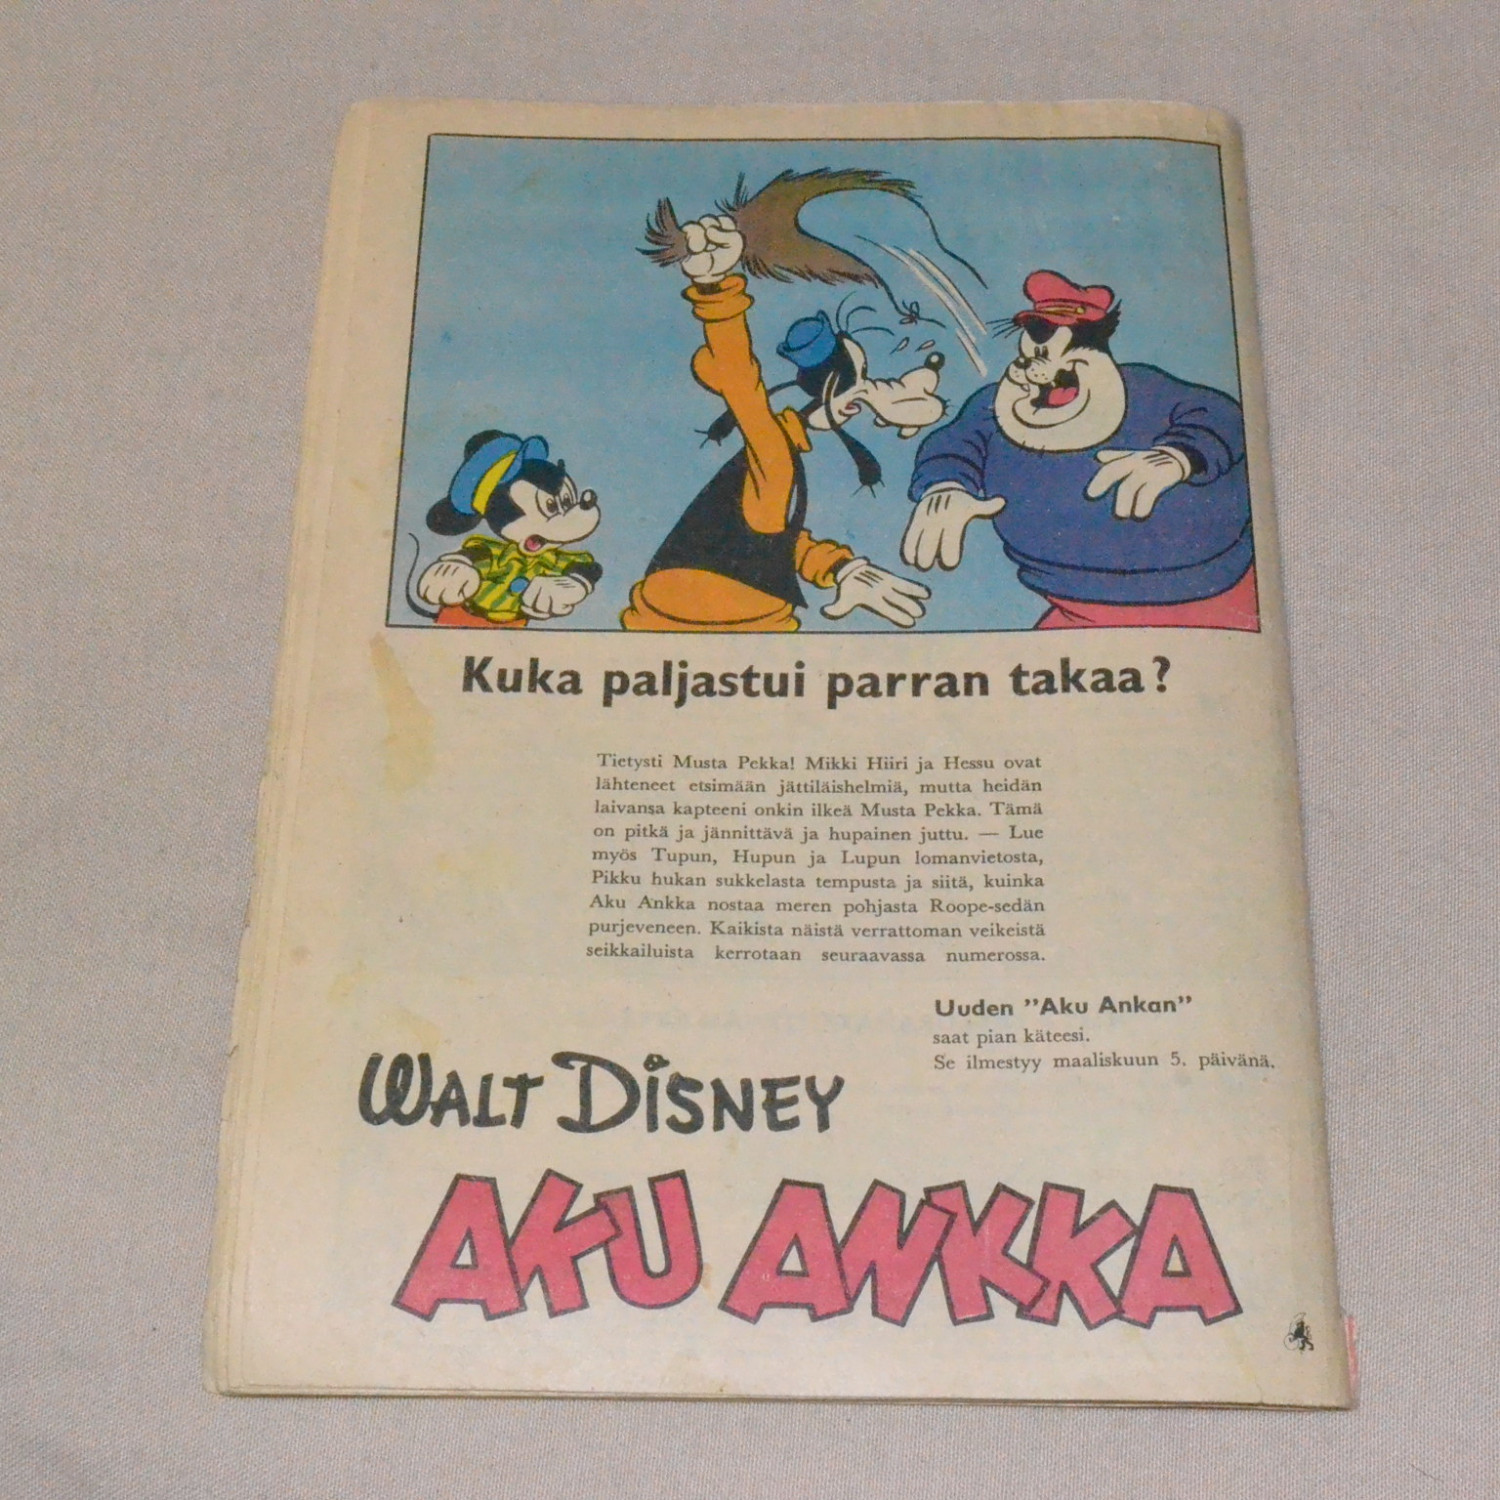 Kuka paljastui parran takaa?
Tietysti Musta Pekka! Mikki Hiiri ja Hessu ovat
lähteneet etsimään jättiläishelmiä, mutta heidän
laivansa kapteeni onkin ilkeä Musta Pekka. Tämä
on pitkä ja jännittävä ja hupainen juttu. — Lue
myös Tupun, Hupun ja Lupun lomanvietosta,
Pikku hukan sukkelasta tempusta ja siitä, kuinka
Aku Ankka nostaa meren pohjasta Roope-sedän
purjeveneen. Kaikista näistä verrattoman veikeistä
seikkailuista kerrotaan seuraavassa numerossa.
Uuden ”Aku Ankan”
saat pian käteesi.
Se ilmestyy maaliskuun 5. päivänä.
WALT DISNEY
AKU ANKKA